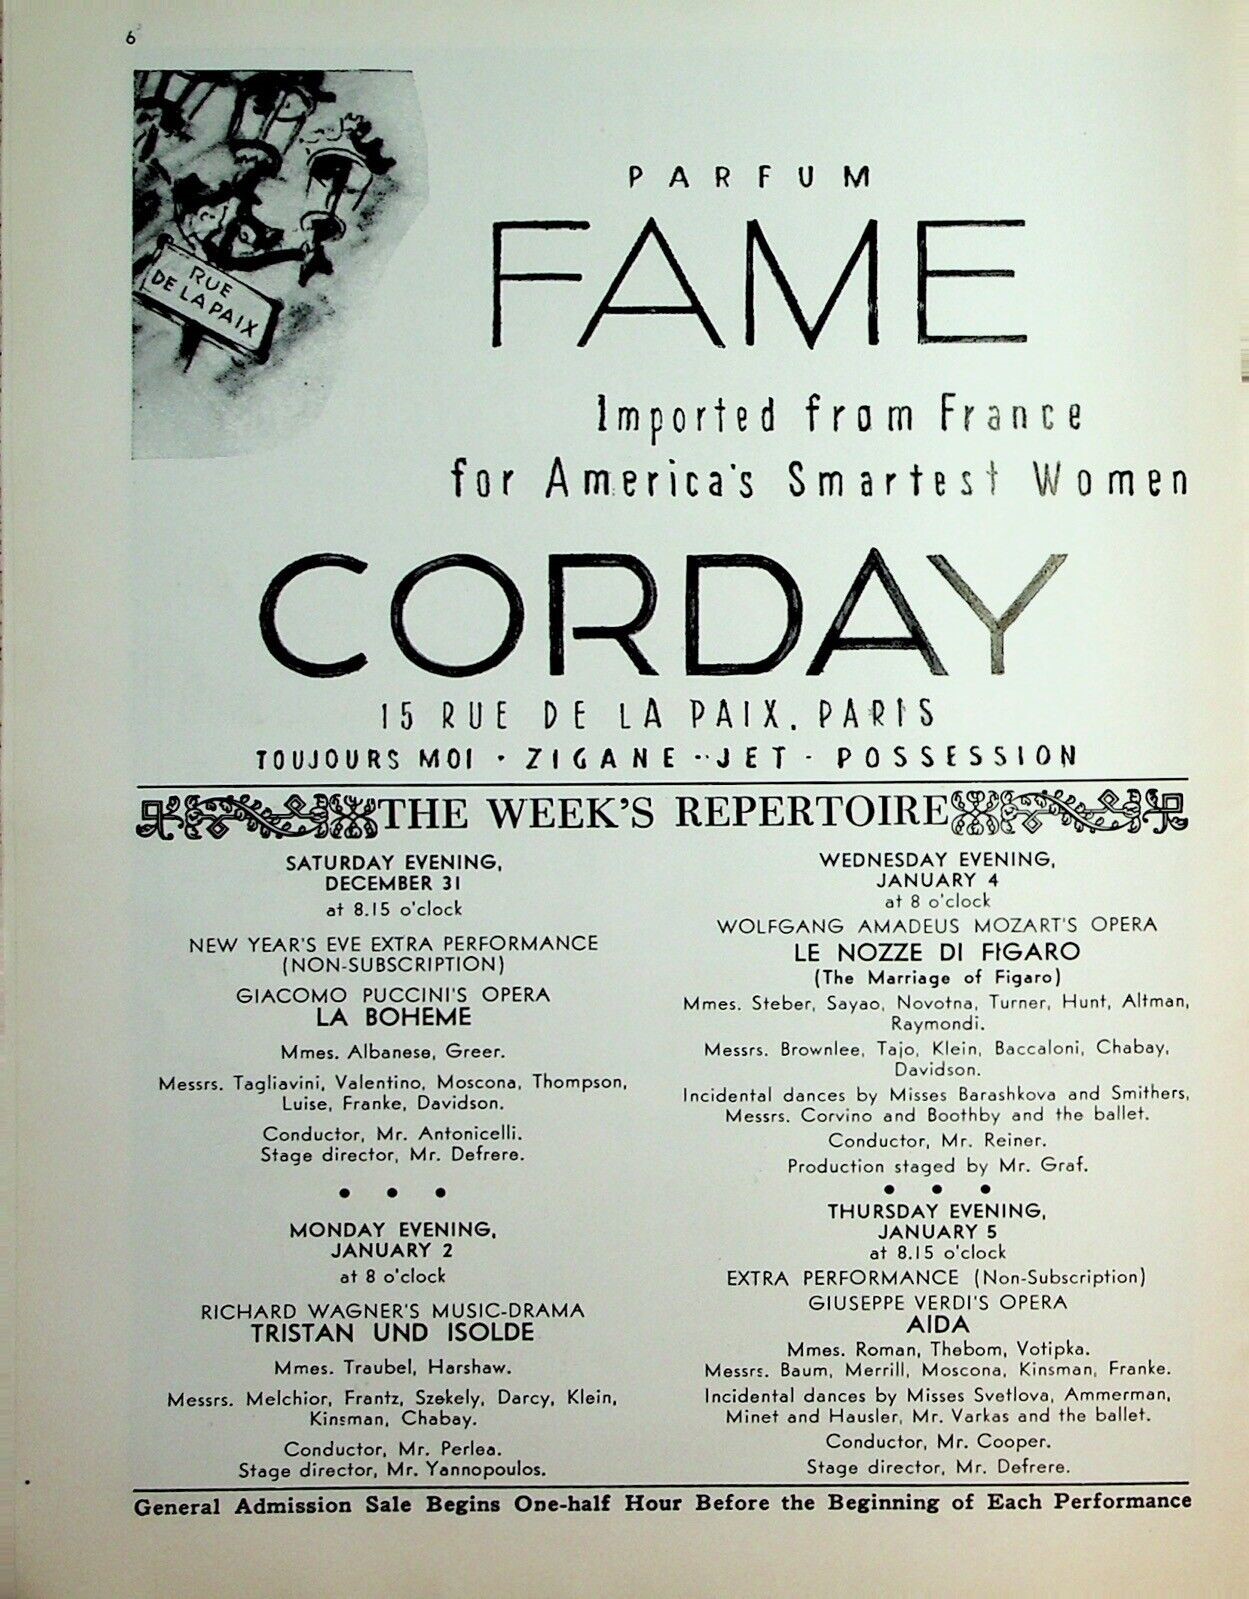 6
RUE
DE LA PAIX
PARFUM
FAME
Imported from France
for America's Smartest Women
CORDAY
15 RUE DE LA PAIX, PARIS
TOUJOURS MOI · ZIGANE · JET · POSSESSION
THE WEEK'S REPERTOIRE
SATURDAY EVENING,
DECEMBER 31
at 8.15 o'clock
NEW YEAR'S EVE EXTRA PERFORMANCE
(NON-SUBSCRIPTION)
GIACOMO PUCCINI'S OPERA
LA BOHEME
Mmes. Albanese, Greer.
Messrs. Tagliavini, Valentino, Moscona, Thompson,
Luise, Franke, Davidson.
Conductor, Mr. Antonicelli.
Stage director, Mr. Defrere.
• • •
MONDAY EVENING,
JANUARY 2
at 8 o'clock
RICHARD WAGNER'S MUSIC-DRAMA
TRISTAN UND ISOLDE
Mmes. Traubel, Harshaw.
Messrs. Melchior, Frantz, Szekely, Darcy, Klein,
Kinsman, Chabay.
Conductor, Mr. Perlea.
Stage director, Mr. Yannopoulos.
WEDNESDAY EVENING,
JANUARY 4
at 8 o'clock
WOLFGANG AMADEUS MOZART'S OPERA
LE NOZZE DI FIGARO
(The Marriage of Figaro)
Mmes. Steber, Sayao, Novotna, Turner, Hunt, Altman,
Raymondi.
Messrs. Brownlee, Tajo, Klein, Baccaloni, Chabay,
Davidson.
Incidental dances by Misses Barashkova and Smithers,
Messrs. Corvino and Boothby and the ballet.
Conductor, Mr. Reiner.
Production staged by Mr. Graf.
• • •
THURSDAY EVENING,
JANUARY 5
at 8.15 o'clock
EXTRA PERFORMANCE (Non-Subscription)
GIUSEPPE VERDI'S OPERA
AIDA
Mmes. Roman, Thebom, Votipka.
Messrs. Baum, Merrill, Moscona, Kinsman, Franke.
Incidental dances by Misses Svetlova, Ammerman,
Minet and Hausler, Mr. Varkas and the ballet.
Conductor, Mr. Cooper.
Stage director, Mr. Defrere.
General Admission Sale Begins One-half Hour Before the Beginning of Each Performance